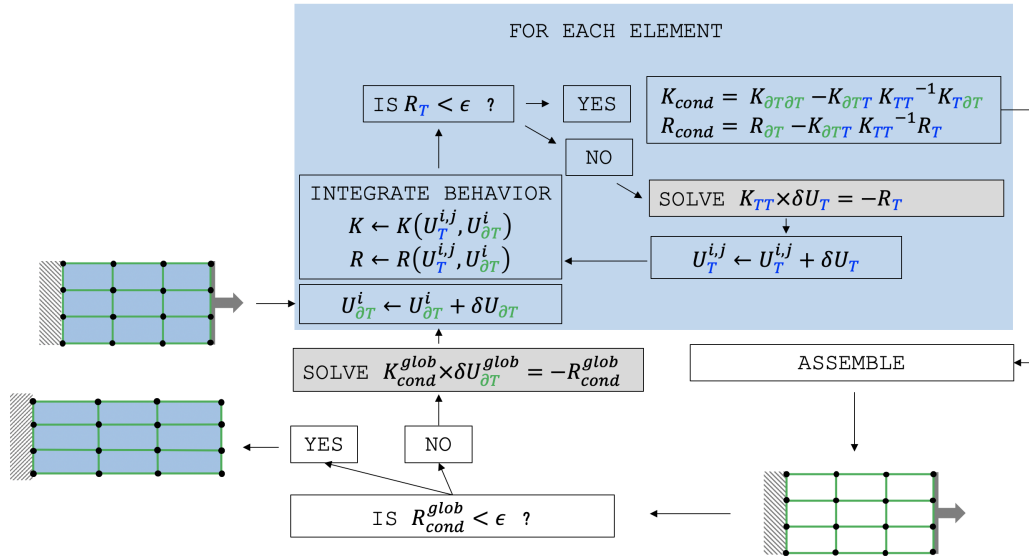 FOR EACH ELEMENT
IS R_T < ϵ ?
YES
K_cond = K_∂T∂T − K_∂TT K_TT^−1 K_T∂T
R_cond = R_∂T − K_∂TT K_TT^−1 R_T
NO
INTEGRATE BEHAVIOR
K ← K(U_T^i,j, U_∂T^i)
R ← R(U_T^i,j, U_∂T^i)
SOLVE K_TT × δU_T = −R_T
U_T^i,j ← U_T^i,j + δU_T
U_∂T^i ← U_∂T^i + δU_∂T
SOLVE K_cond^glob × δU_∂T^glob = −R_cond^glob
ASSEMBLE
YES
NO
IS R_cond^glob < ϵ ?